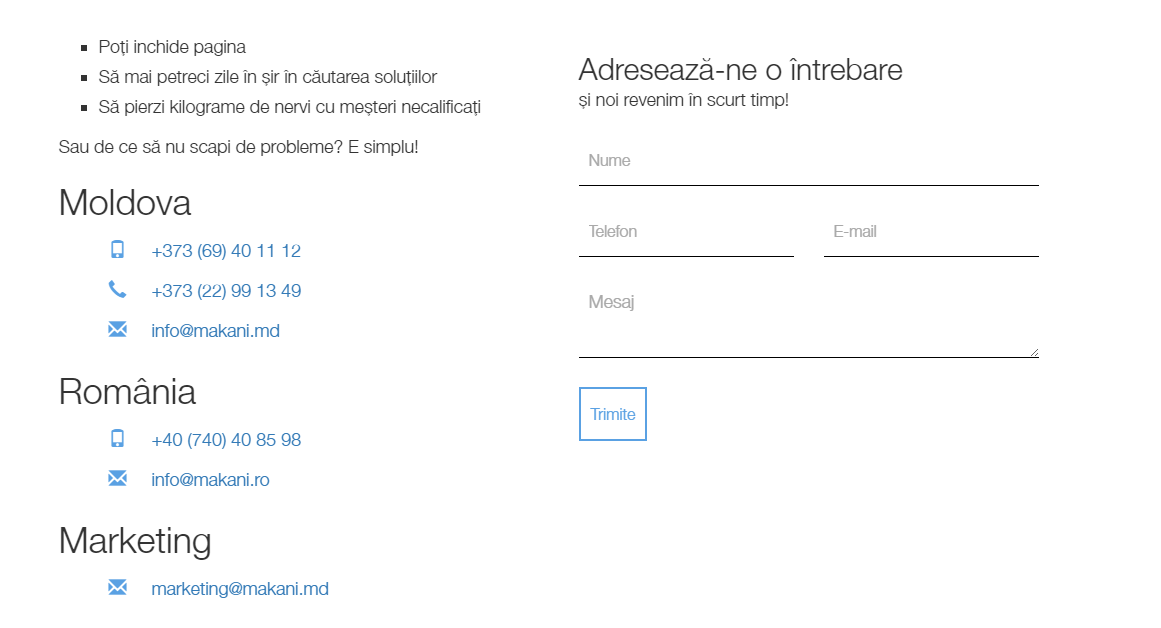 Poți inchide pagina
Să mai petreci zile în șir în căutarea soluțiilor
Să pierzi kilograme de nervi cu meșteri necalificați
Sau de ce să nu scapi de probleme? E simplu!
Moldova
+373 (69) 40 11 12
+373 (22) 99 13 49
info@makani.md
România
+40 (740) 40 85 98
info@makani.ro
Marketing
marketing@makani.md
Adresează-ne o întrebare
și noi revenim în scurt timp!
Nume
Telefon
E-mail
Mesaj
Trimite